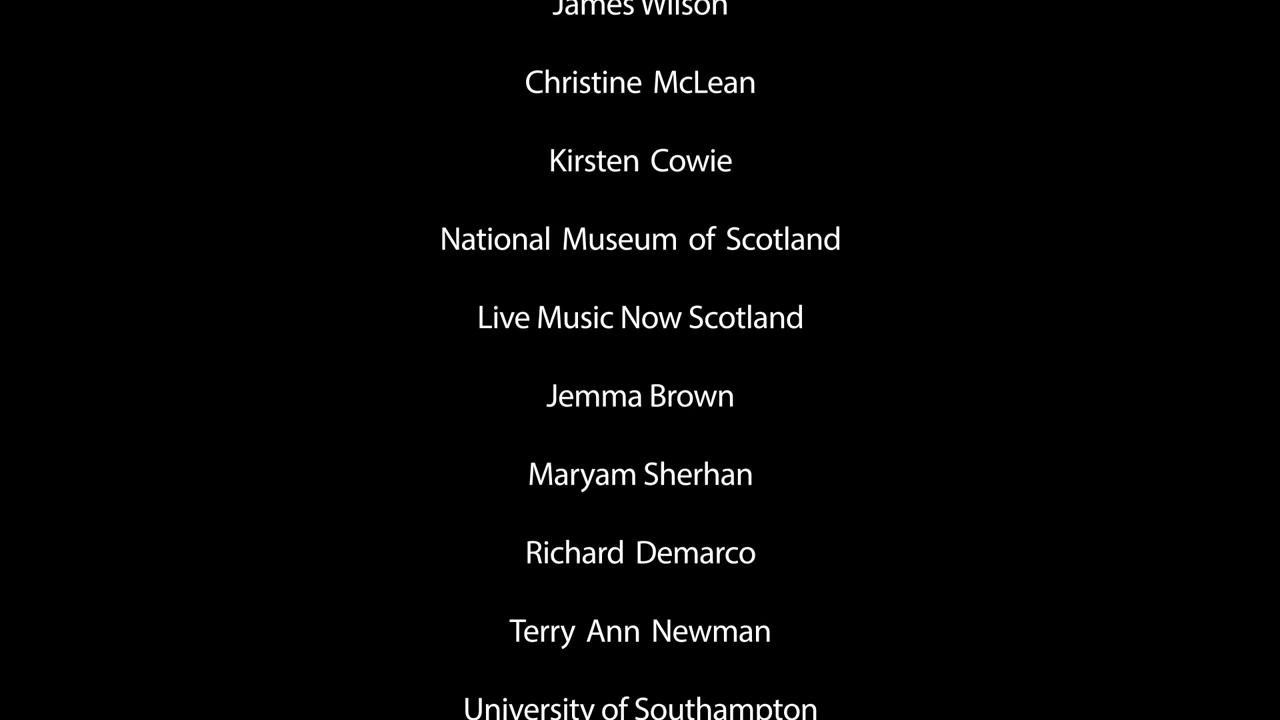 James Wilson
Christine McLean
Kirsten Cowie
National Museum of Scotland
Live Music Now Scotland
Jemma Brown
Maryam Sherhan
Richard Demarco
Terry Ann Newman
University of Southampton